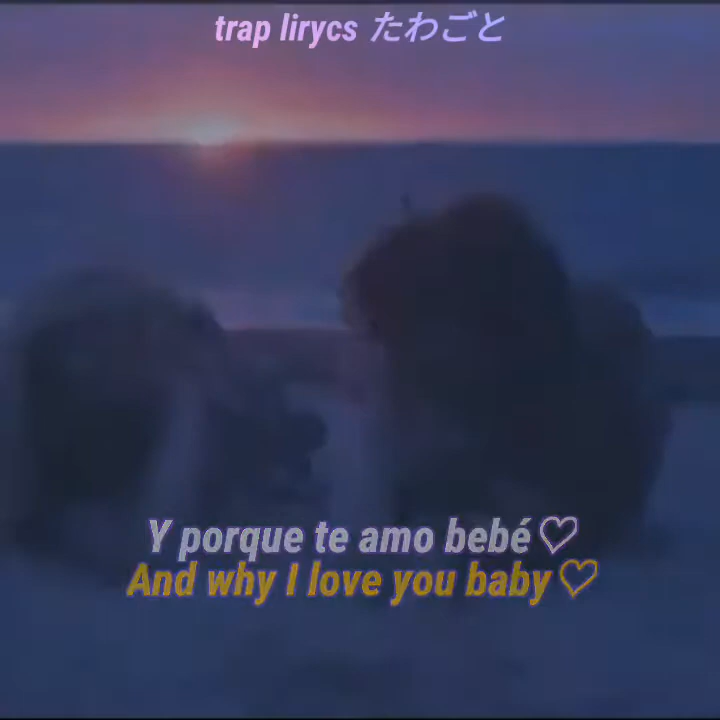 trap lirycs たわごと
Y porque te amo bebé♡
And why I love you baby♡